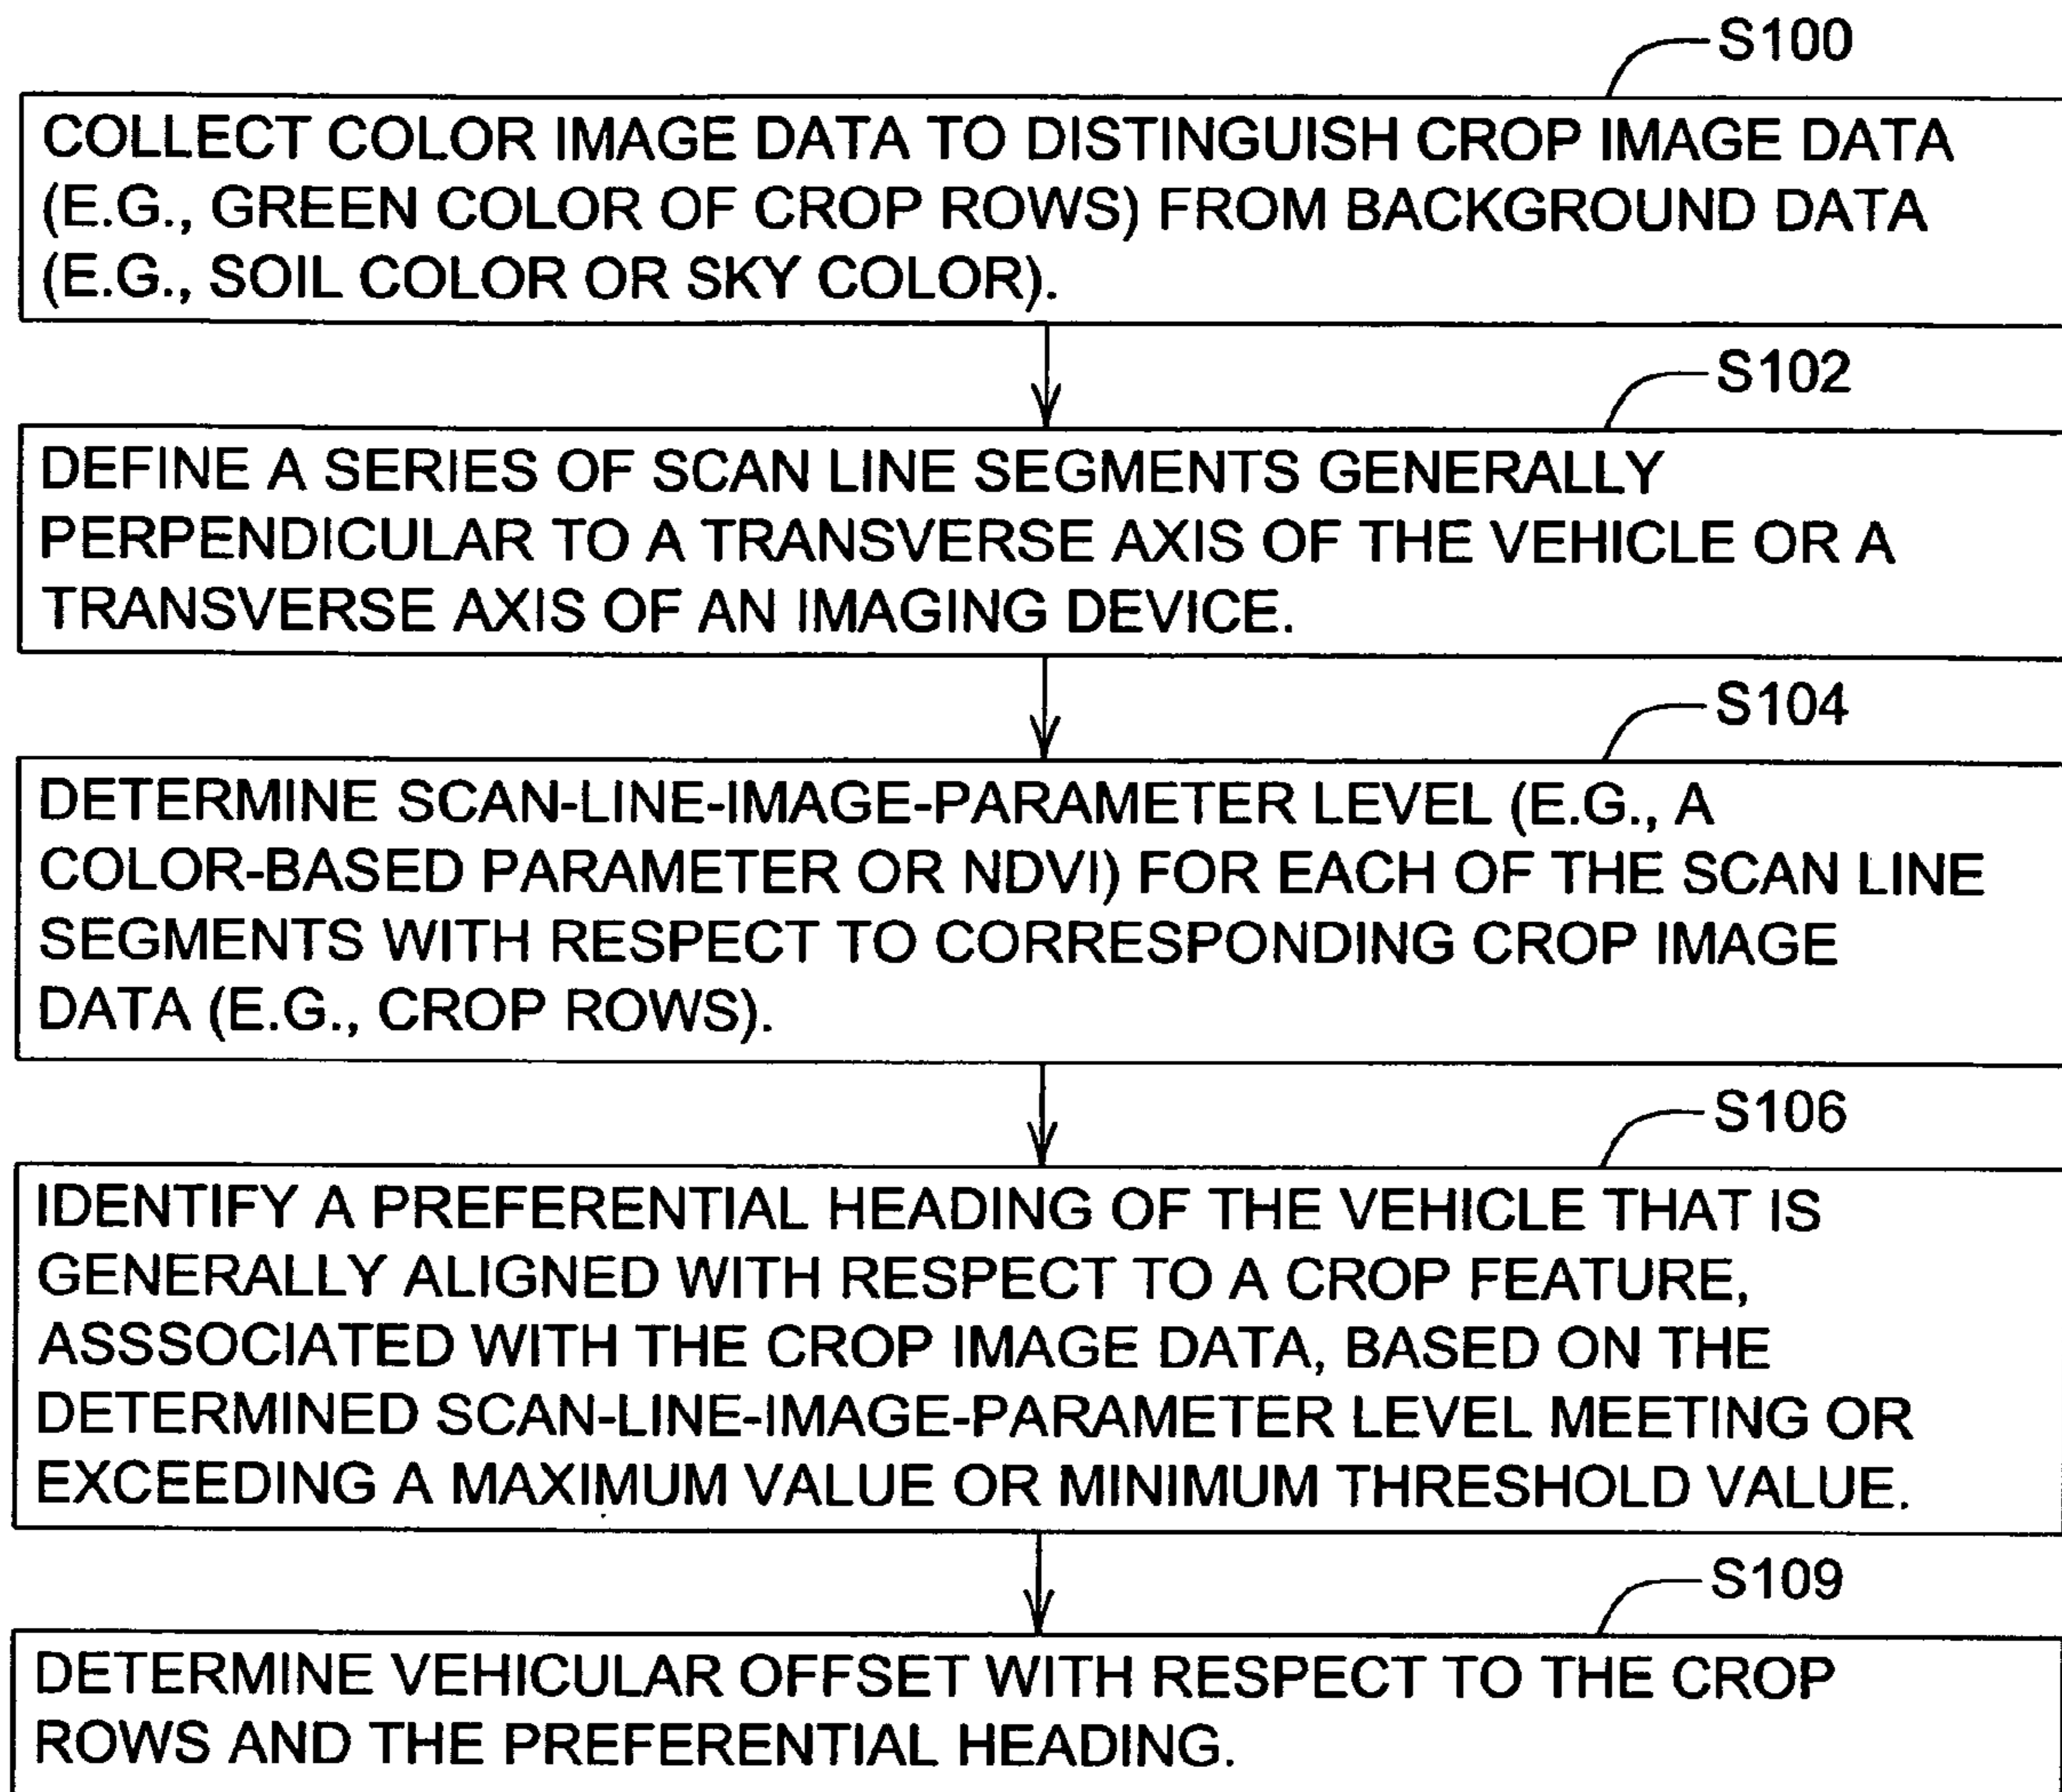 S100
COLLECT COLOR IMAGE DATA TO DISTINGUISH CROP IMAGE DATA
(E.G., GREEN COLOR OF CROP ROWS) FROM BACKGROUND DATA
(E.G., SOIL COLOR OR SKY COLOR).
S102
DEFINE A SERIES OF SCAN LINE SEGMENTS GENERALLY
PERPENDICULAR TO A TRANSVERSE AXIS OF THE VEHICLE OR A
TRANSVERSE AXIS OF AN IMAGING DEVICE.
S104
DETERMINE SCAN-LINE-IMAGE-PARAMETER LEVEL (E.G., A
COLOR-BASED PARAMETER OR NDVI) FOR EACH OF THE SCAN LINE
SEGMENTS WITH RESPECT TO CORRESPONDING CROP IMAGE
DATA (E.G., CROP ROWS).
S106
IDENTIFY A PREFERENTIAL HEADING OF THE VEHICLE THAT IS
GENERALLY ALIGNED WITH RESPECT TO A CROP FEATURE,
ASSSOCIATED WITH THE CROP IMAGE DATA, BASED ON THE
DETERMINED SCAN-LINE-IMAGE-PARAMETER LEVEL MEETING OR
EXCEEDING A MAXIMUM VALUE OR MINIMUM THRESHOLD VALUE.
S109
DETERMINE VEHICULAR OFFSET WITH RESPECT TO THE CROP
ROWS AND THE PREFERENTIAL HEADING.